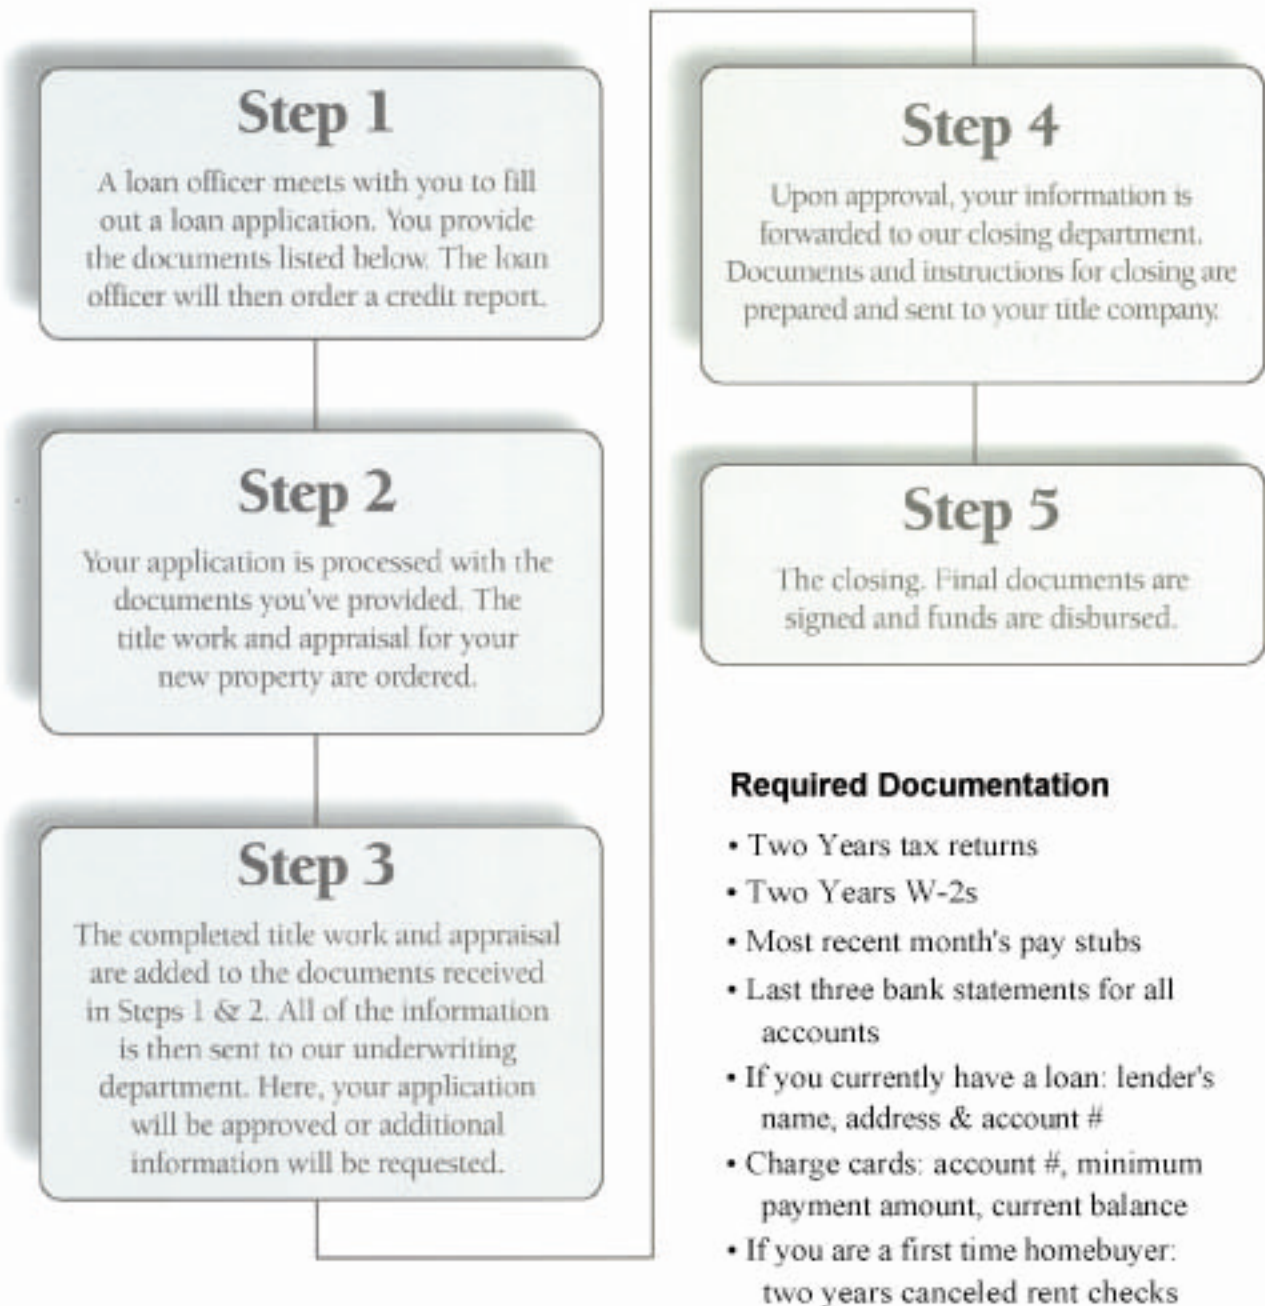 Step 1
A loan officer meets with you to fill
out a loan application. You provide
the documents listed below. The loan
officer will then order a credit report.
Step 2
Your application is processed with the
documents you've provided. The
title work and appraisal for your
new property are ordered.
Step 3
The completed title work and appraisal
are added to the documents received
in Steps 1 & 2. All of the information
is then sent to our underwriting
department. Here, your application
will be approved or additional
information will be requested.
Step 4
Upon approval, your information is
forwarded to our closing department.
Documents and instructions for closing are
prepared and sent to your title company.
Step 5
The closing. Final documents are
signed and funds are disbursed.
Required Documentation
• Two Years tax returns
• Two Years W-2s
• Most recent month's pay stubs
• Last three bank statements for all
accounts
• If you currently have a loan: lender's
name, address & account #
• Charge cards: account #, minimum
payment amount, current balance
• If you are a first time homebuyer:
two years canceled rent checks